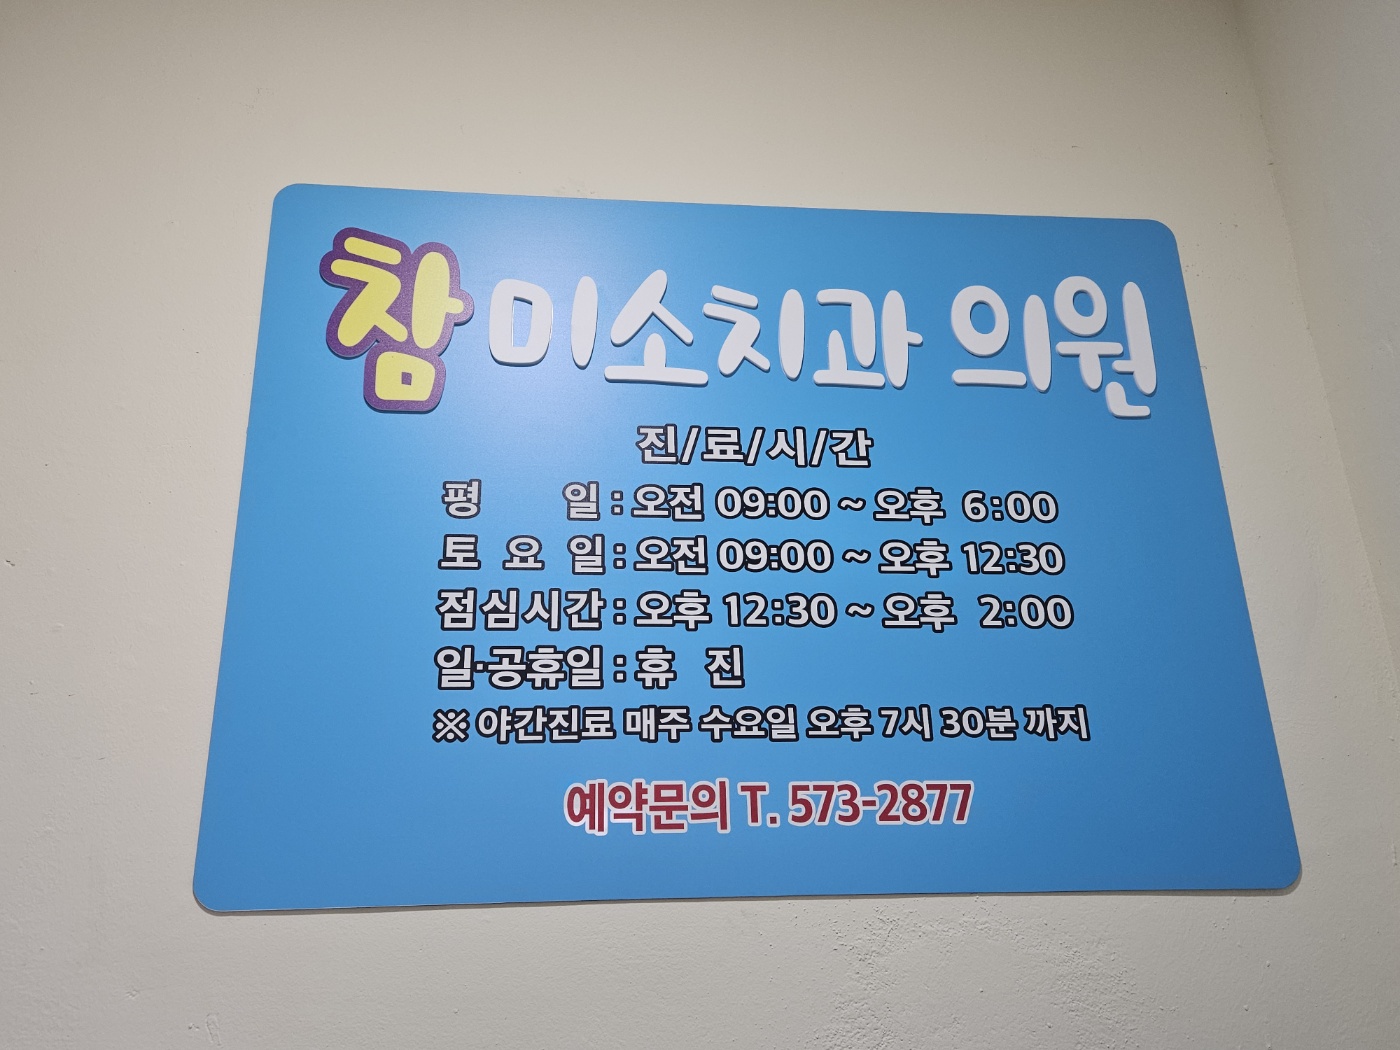 참 미소치과 의원
진/료/시/간
평 일 : 오전 09:00 ~ 오후 6:00
토 요 일 : 오전 09:00 ~ 오후 12:30
점심시간 : 오후 12:30 ~ 오후 2:00
일·공휴일 : 휴 진
※ 야간진료 매주 수요일 오후 7시 30분 까지
예약문의 T. 573-2877